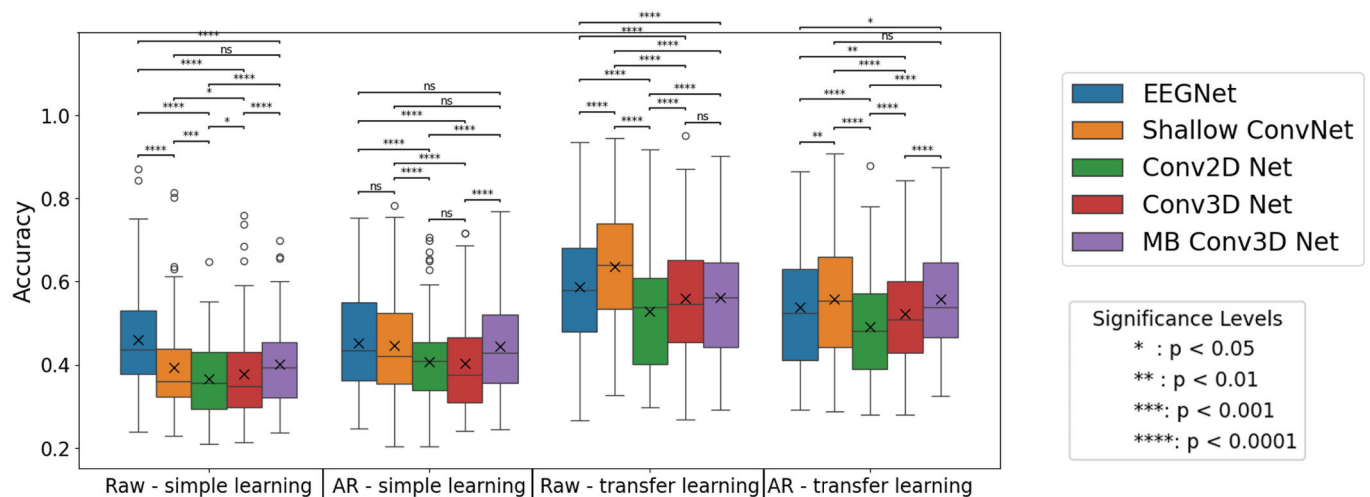 ****
ns
****
****
*
****
****
***
*
****
ns
ns
****
****
****
****
****
ns
ns
****
****
****
****
****
****
****
****
****
****
ns
*
ns
**
****
****
****
****
**
****
****
Accuracy
1.0
0.8
0.6
0.4
0.2
Raw - simple learning
AR - simple learning
Raw - transfer learning
AR - transfer learning
EEGNet
Shallow ConvNet
Conv2D Net
Conv3D Net
MB Conv3D Net
Significance Levels
* : p < 0.05
** : p < 0.01
***: p < 0.001
****: p < 0.0001